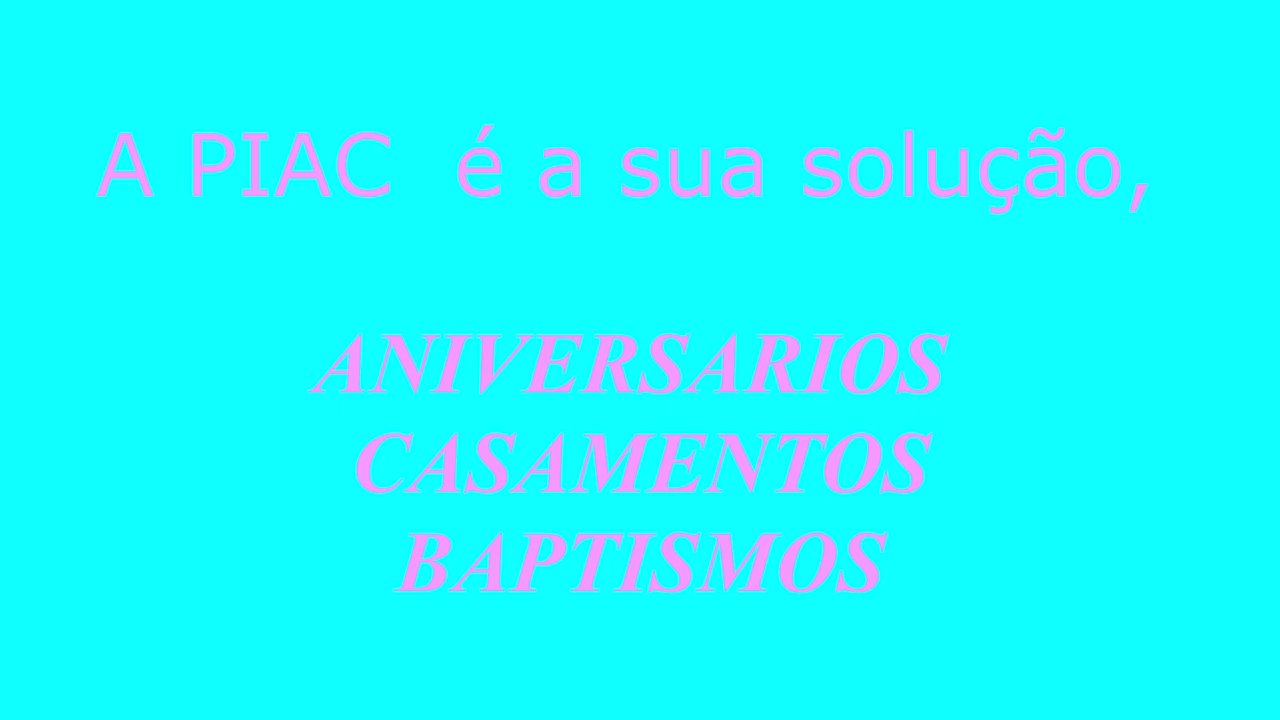 A PIAC  é a sua solução,
ANIVERSARIOS
CASAMENTOS
BAPTISMOS